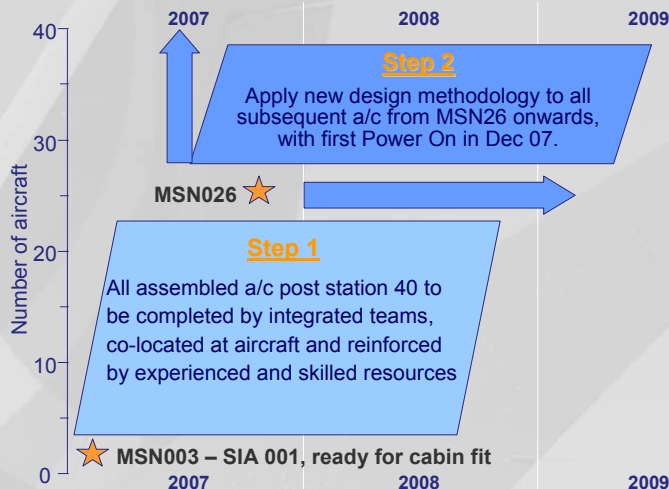 2007 2008 2009
40
30
20
10
0
Number of aircraft
Step 2
Apply new design methodology to all
subsequent a/c from MSN26 onwards,
with first Power On in Dec 07.
MSN026
Step 1
All assembled a/c post station 40 to
be completed by integrated teams,
co-located at aircraft and reinforced
by experienced and skilled resources
MSN003 – SIA 001, ready for cabin fit
2007 2008 2009